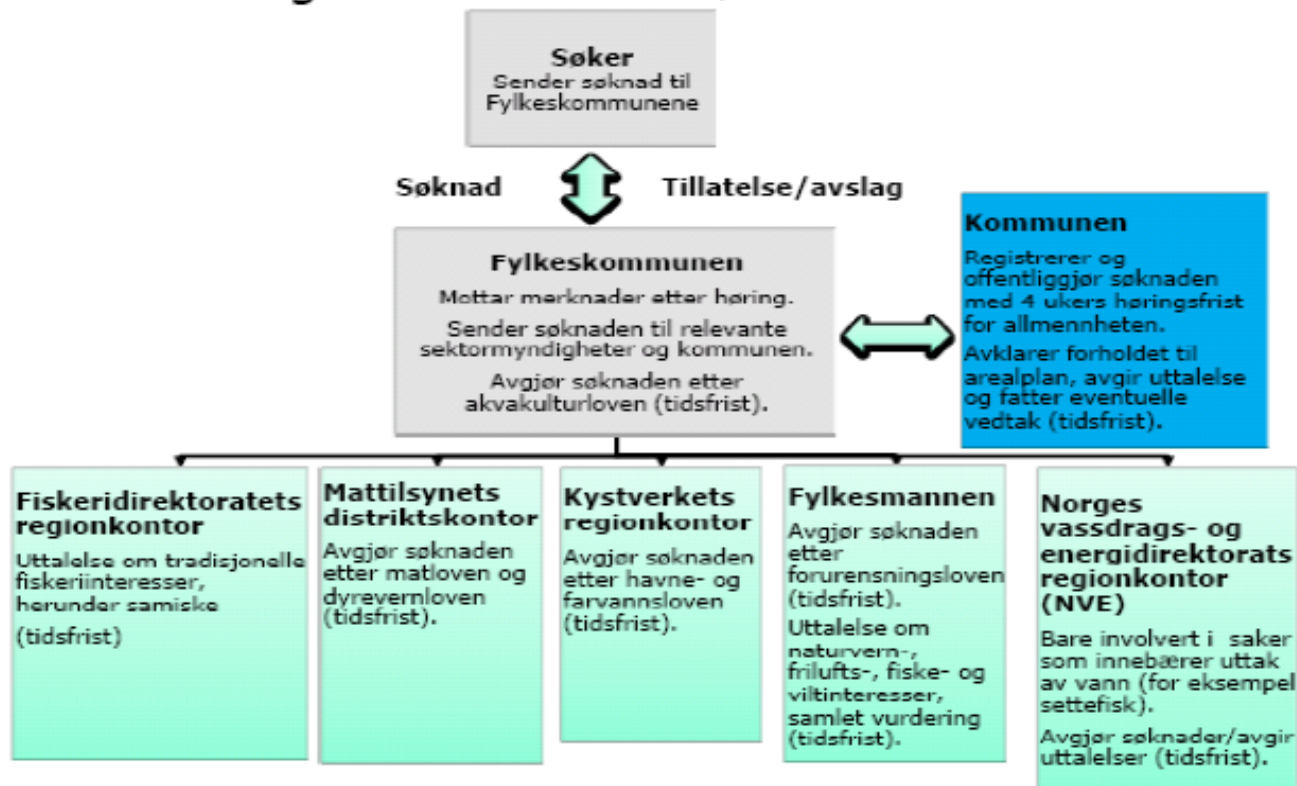 Søker
Sender søknad til
Fylkeskommunene
Søknad
Tillatelse/avslag
Fylkeskommunen
Mottar merknader etter høring.
Sender søknaden til relevante
sektormyndigheter og kommunen.
Avgjør søknaden etter
akvakulturloven (tidsfrist).
Kommunen
Registrerer og
offentliggjør søknaden
med 4 ukers høringsfrist
for allmennheten.
Avklarer forholdet til
arealplan, avgir uttalelse
og fatter eventuelle
vedtak (tidsfrist).
Fiskeridirektoratets
regionkontor
Uttalelse om tradisjonelle
fiskeriinteresser,
herunder samiske
(tidsfrist)
Mattilsynets
distriktskontor
Avgjør søknaden
etter matloven og
dyrevernloven
(tidsfrist).
Kystverkets
regionkontor
Avgjør søknaden
etter havne- og
farvannsloven
(tidsfrist).
Fylkesmannen
Avgjør søknaden
etter
forurensningsloven
(tidsfrist).
Uttalelse om
naturvern-,
frilufts-, fiske- og
viltinteresser,
samlet vurdering
(tidsfrist).
Norges
vassdrags- og
energidirektorats
regionkontor
(NVE)
Bare involvert i saker
som innebærer uttak
av vann (for eksempel
settefisk).
Avgjør søknader/avgir
uttalelser (tidsfrist).